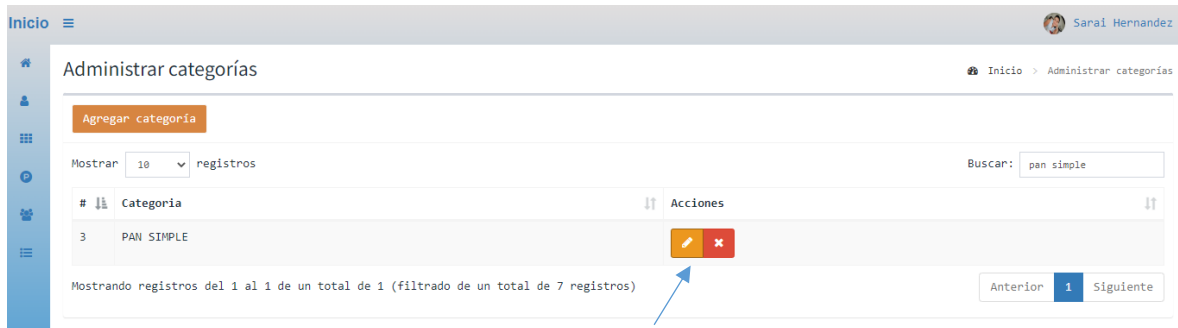 Inicio Sarai Hernandez
Administrar categorías Inicio > Administrar categorías
Agregar categoría
Mostrar 10 registros Buscar: pan simple
# Categoria Acciones
3 PAN SIMPLE
Mostrando registros del 1 al 1 de un total de 1 (filtrado de un total de 7 registros) Anterior 1 Siguiente